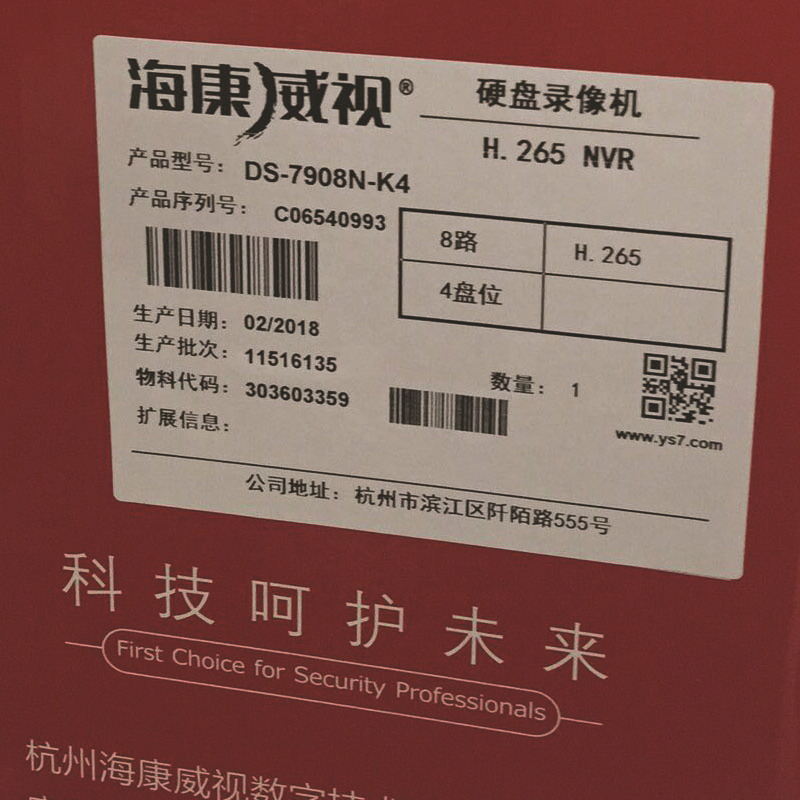 海康威视®
硬盘录像机
H.265 NVR
产品型号: DS-7908N-K4
产品序列号: C06540993
8路 H.265
4盘位
生产日期: 02/2018
生产批次: 11516135
物料代码: 303603359
数量: 1
扩展信息:
www.ys7.com
公司地址: 杭州市滨江区阡陌路555号
科技呵护未来
First Choice for Security Professionals
杭州海康威视数字技